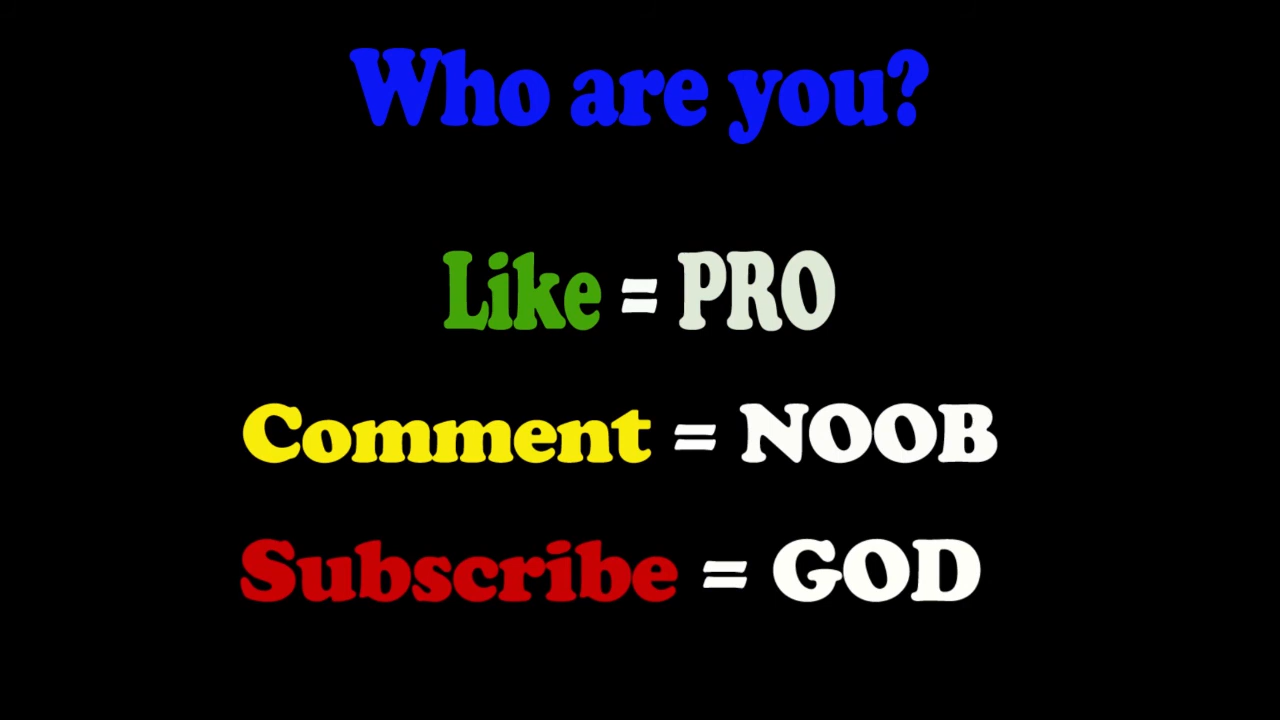 Who are you?
Like = PRO
Comment = NOOB
Subscribe = GOD